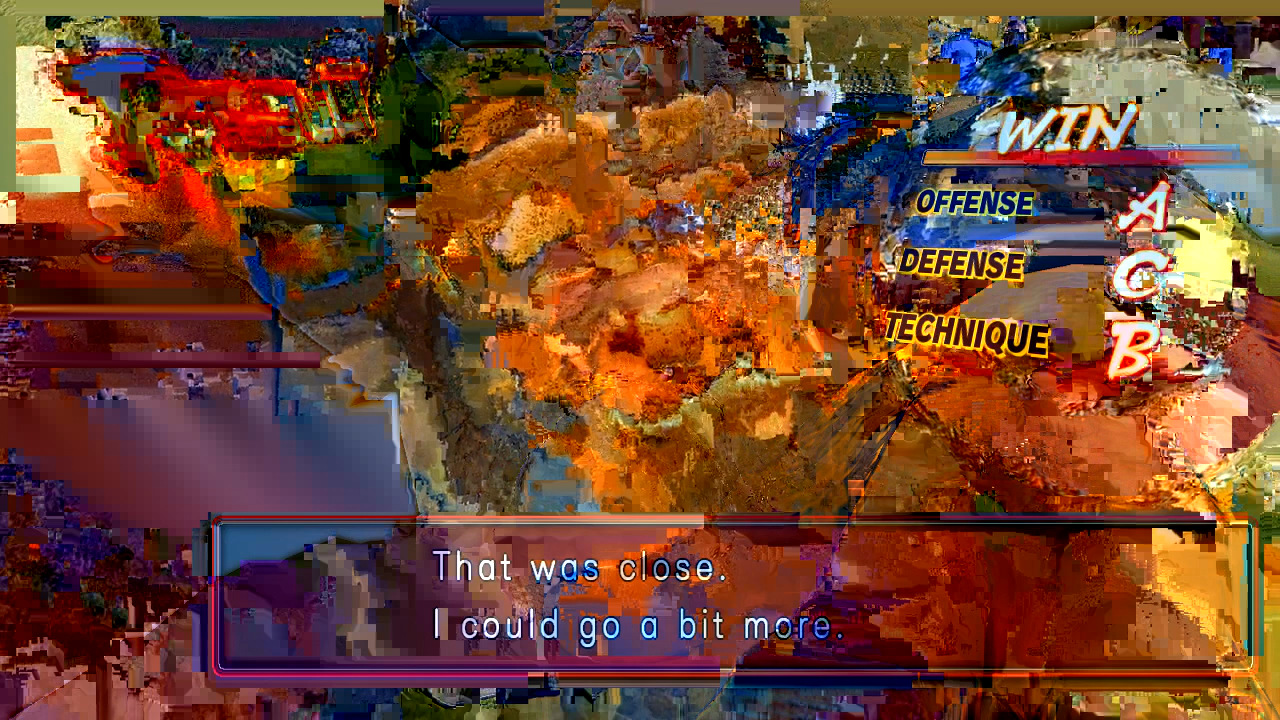 WIN
OFFENSE A
DEFENSE C
TECHNIQUE B
That was close.
I could go a bit more.